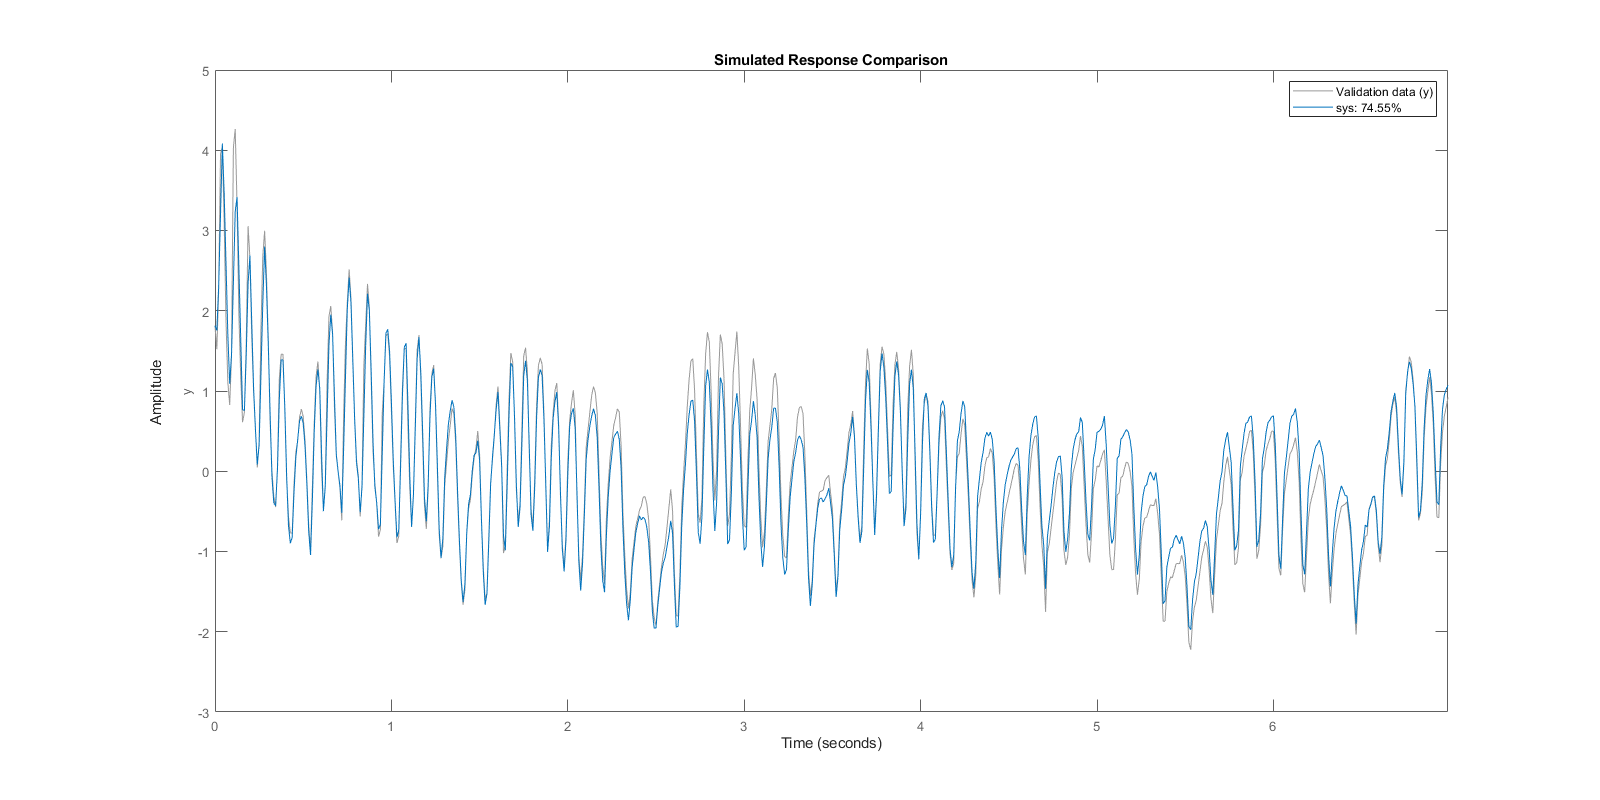 Simulated Response Comparison
Validation data (y)
sys: 74.55%
5
4
3
2
1
0
-1
-2
-3
Amplitude
y
0
1
2
3
4
5
6
Time (seconds)